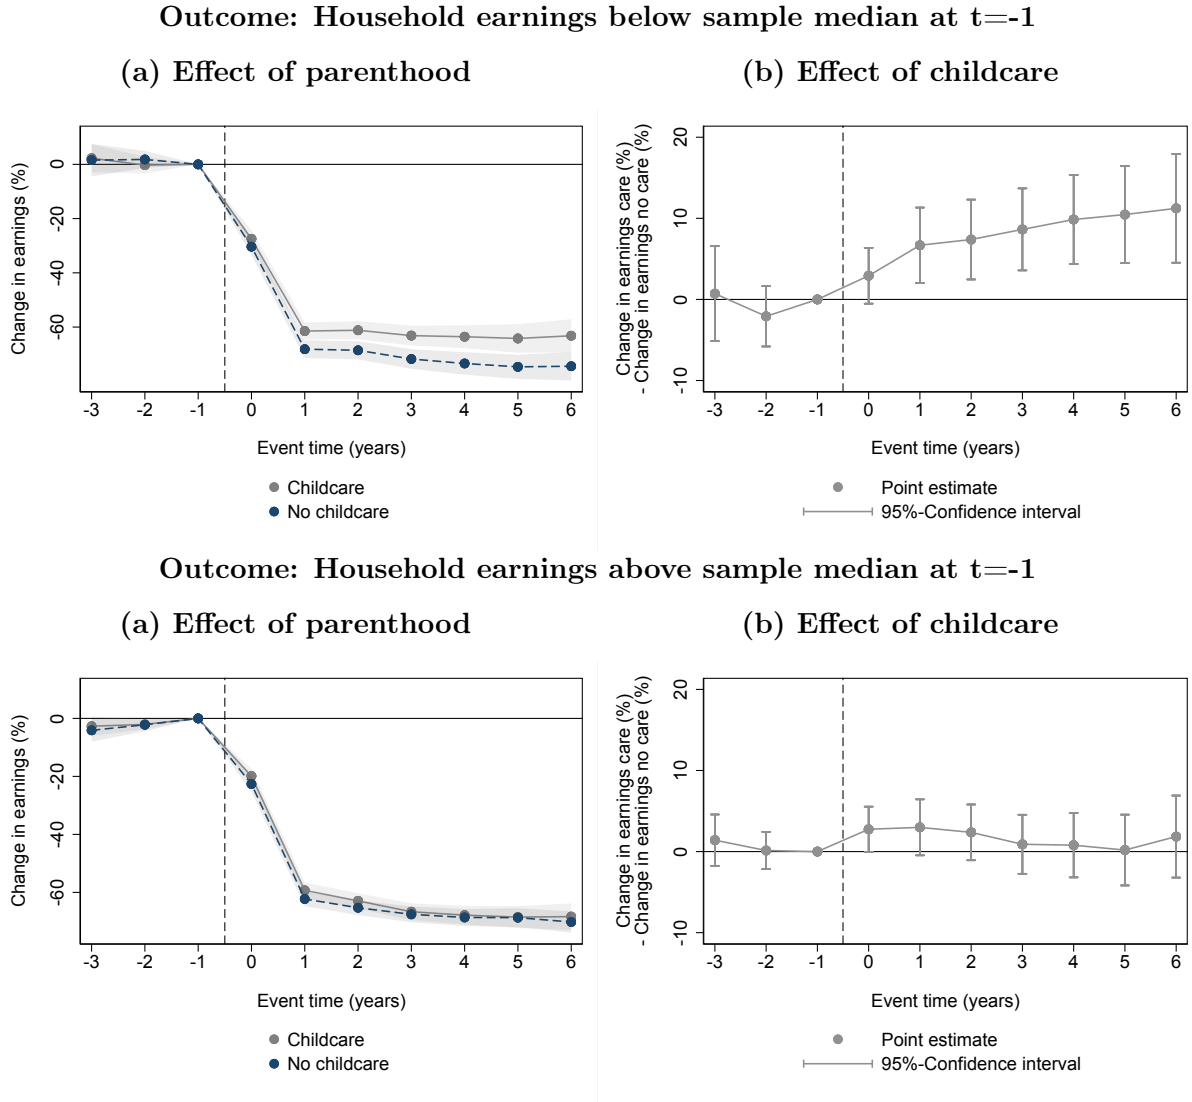 Outcome: Household earnings below sample median at t=-1
(a) Effect of parenthood
(b) Effect of childcare
Change in earnings (%)
0
20
40
60
-3 -2 -1 0 1 2 3 4 5 6
Event time (years)
Childcare
No childcare
Change in earnings care (%)
- Change in earnings no care (%)
20
10
0
-10
-3 -2 -1 0 1 2 3 4 5 6
Event time (years)
Point estimate
95%-Confidence interval
Outcome: Household earnings above sample median at t=-1
(a) Effect of parenthood
(b) Effect of childcare
Change in earnings (%)
0
20
40
60
-3 -2 -1 0 1 2 3 4 5 6
Event time (years)
Childcare
No childcare
Change in earnings care (%)
- Change in earnings no care (%)
20
10
0
-10
-3 -2 -1 0 1 2 3 4 5 6
Event time (years)
Point estimate
95%-Confidence interval